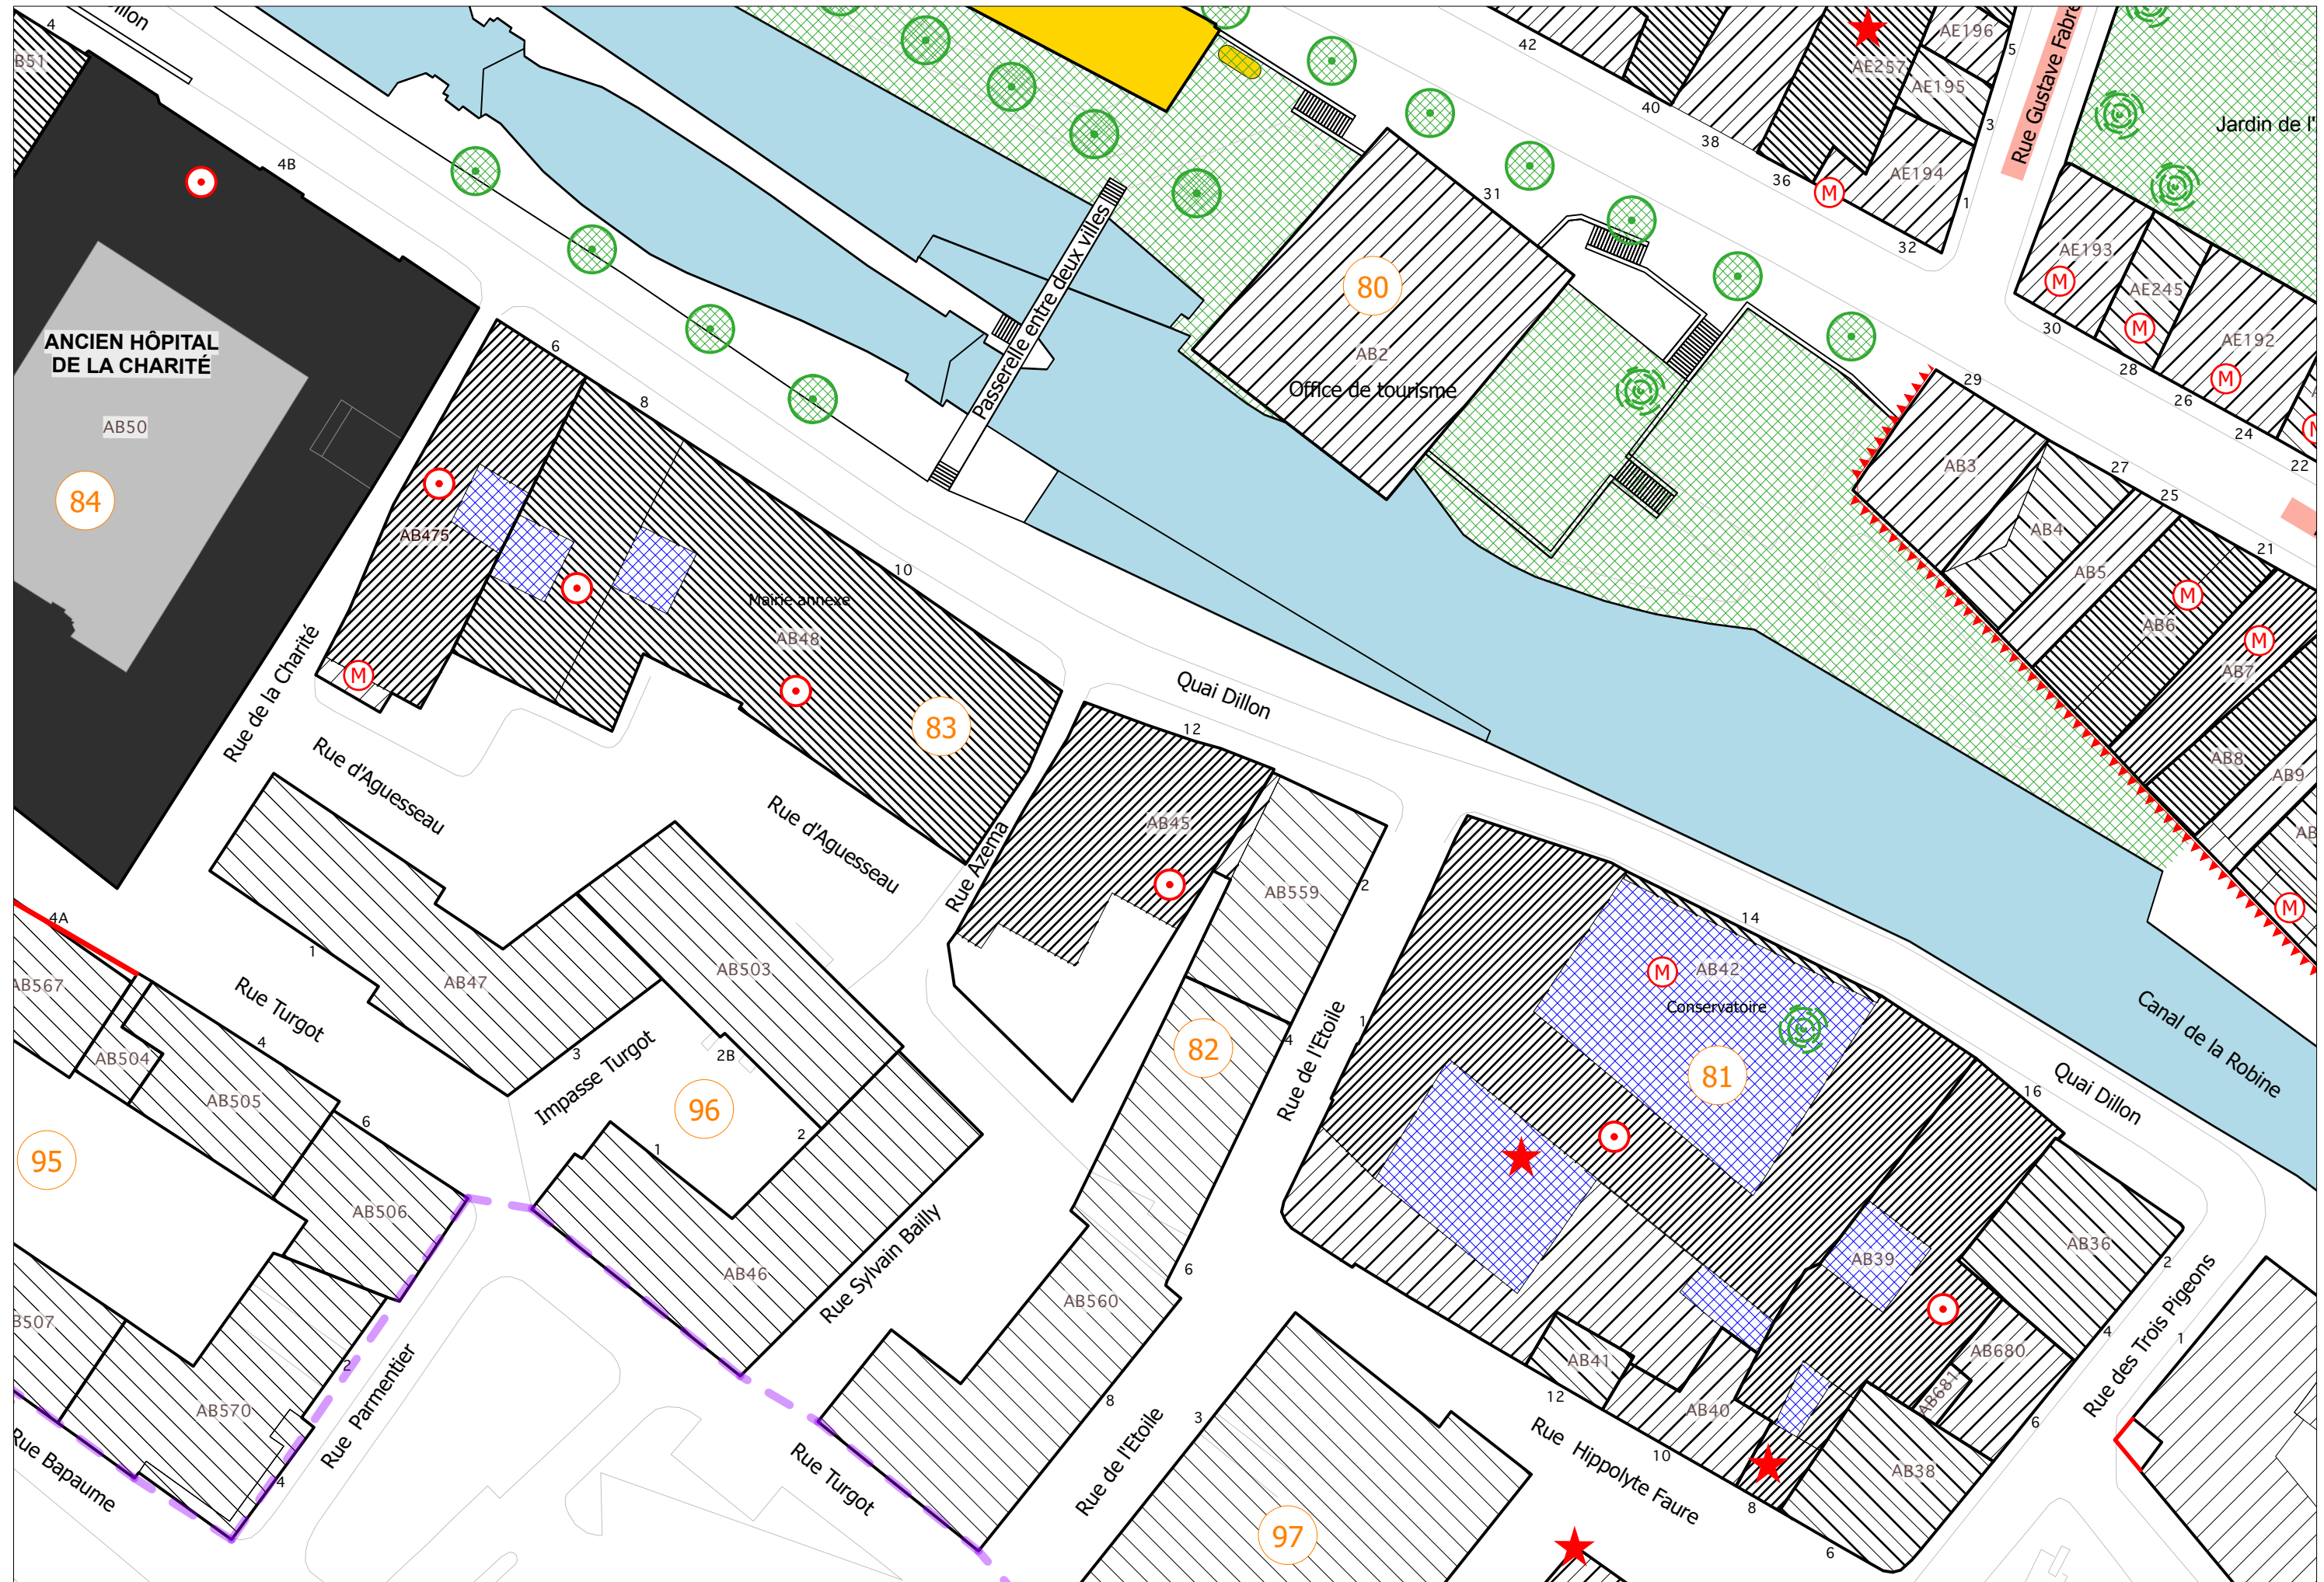 4
B51
4B
42
40
38
36
32
AE196
AE257
AE195
AE194
5
3
1
Rue Gustave Fabre
Jardin de l'
M
AE193
M
AE245
M
AE192
M
30
28
26
24
22
31
80
AB2
Office de tourisme
Passerelle entre deux villes
ANCIEN HÔPITAL
DE LA CHARITÉ
AB50
84
6
8
10
AB475
Mairie annexe
AB48
M
83
29
27
25
21
AB3
AB4
AB5
AB6
M
AB7
M
AB8
AB9
AB
M
Rue de la Charité
Rue d'Aguesseau
Rue d'Aguesseau
Rue Azema
Quai Dillon
12
AB45
AB559
2
4
82
14
M
AB42
Conservatoire
81
Canal de la Robine
Quai Dillon
16
4A
1
AB567
AB47
AB503
Rue Turgot
3
Impasse Turgot
2B
96
1
2
AB504
AB505
4
6
AB506
95
B507
AB570
2
4
Rue Bapaume
Rue Parmentier
AB46
Rue Sylvain Bailly
Rue Turgot
Rue de l'Etoile
1
6
AB560
8
Rue de l'Etoile
3
97
AB39
AB36
2
4
AB680
AB681
6
1
Rue des Trois Pigeons
AB41
12
AB40
10
AB38
8
6
Rue Hippolyte Faure